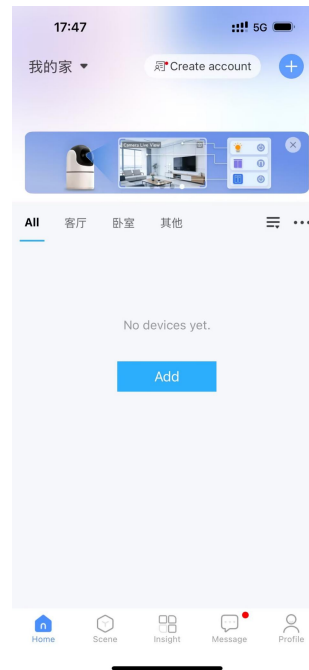 17:47
5G
我的家
Create account
Camera Live View
All 客厅 卧室 其他
No devices yet.
Add
Home Scene Insight Message Profile